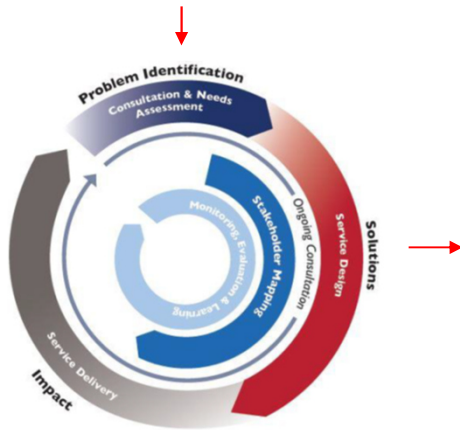 Problem Identification
Consultation & Needs
Assessment
Solutions
Service Design
Ongoing Consultation
Stakeholder Mapping
Monitoring, Evaluation & Learning
Service Delivery
Impact